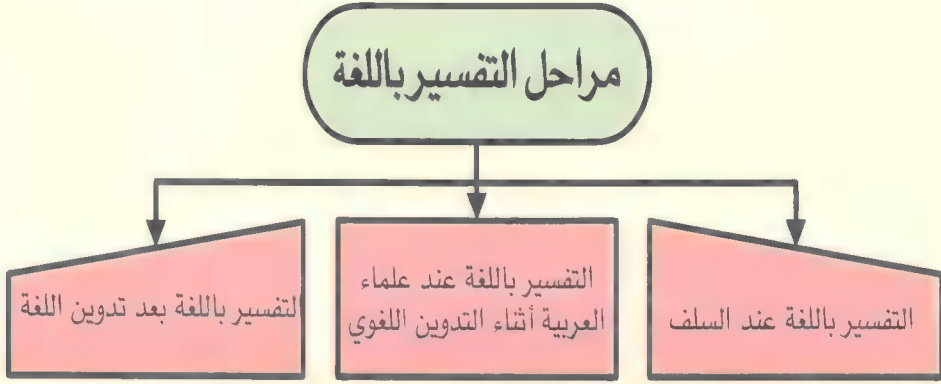 مراحل التفسير باللغة
التفسير باللغة عند السلف
التفسير باللغة عند علماء
العربية أثناء التدوين اللغوي
التفسير باللغة بعد تدوين اللغة